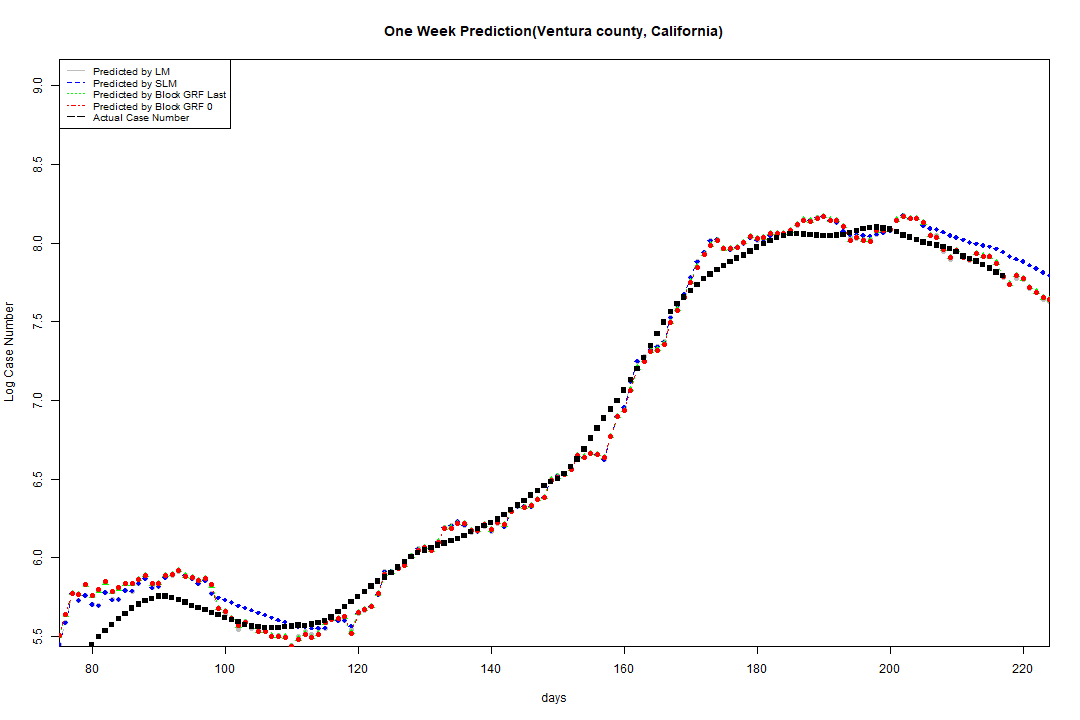 One Week Prediction(Ventura county, California)
Predicted by LM
Predicted by SLM
Predicted by Block GRF Last
Predicted by Block GRF 0
Actual Case Number
9.0
8.5
8.0
7.5
7.0
6.5
6.0
5.5
Log Case Number
80 100 120 140 160 180 200 220
days